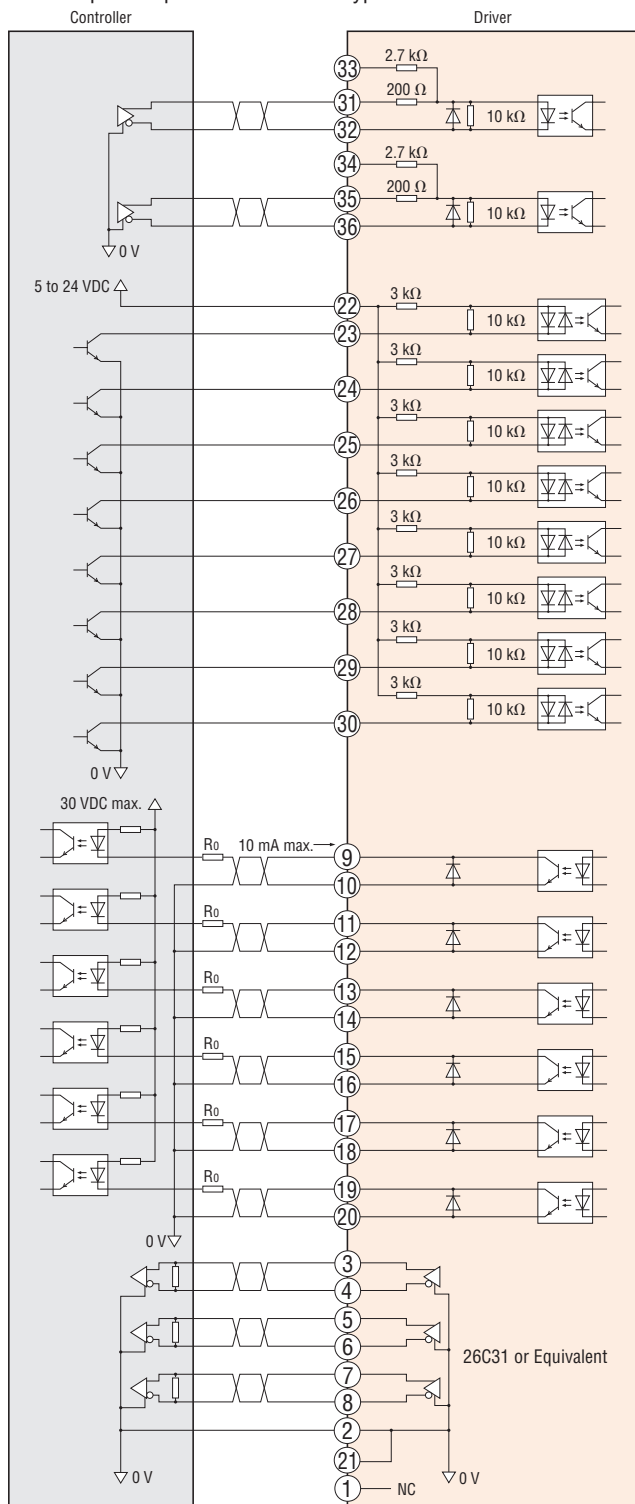 Controller Driver
33 2.7 kΩ
31 200 Ω
32 10 kΩ
34 2.7 kΩ
35 200 Ω
36 10 kΩ
0 V
5 to 24 VDC
22 3 kΩ
23 10 kΩ
3 kΩ
24 10 kΩ
3 kΩ
25 10 kΩ
3 kΩ
26 10 kΩ
3 kΩ
27 10 kΩ
3 kΩ
28 10 kΩ
3 kΩ
29 10 kΩ
3 kΩ
30 10 kΩ
0 V
30 VDC max.
R0 10 mA max. 9
10
R0 11
12
R0 13
14
R0 15
16
R0 17
18
R0 19
20
0 V
3
4
5
6 26C31 or Equivalent
7
8
2
21
0 V 0 V
1 NC